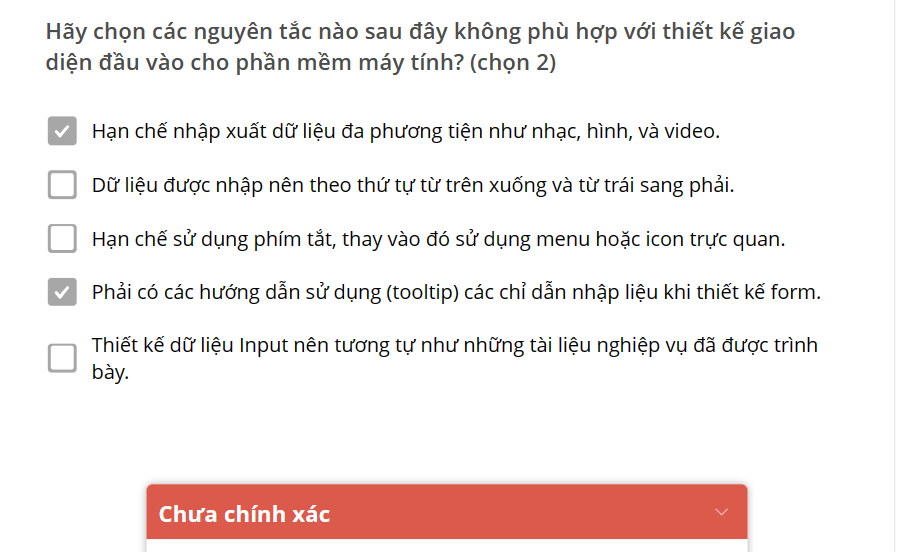 Hãy chọn các nguyên tắc nào sau đây không phù hợp với thiết kế giao
diện đầu vào cho phần mềm máy tính? (chọn 2)
Hạn chế nhập xuất dữ liệu đa phương tiện như nhạc, hình, và video.
Dữ liệu được nhập nên theo thứ tự từ trên xuống và từ trái sang phải.
Hạn chế sử dụng phím tắt, thay vào đó sử dụng menu hoặc icon trực quan.
Phải có các hướng dẫn sử dụng (tooltip) các chỉ dẫn nhập liệu khi thiết kế form.
Thiết kế dữ liệu Input nên tương tự như những tài liệu nghiệp vụ đã được trình
bày.
Chưa chính xác